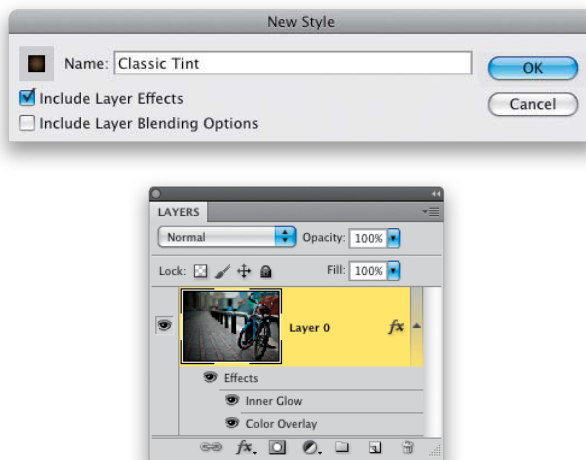 New Style
Name: Classic Tint
OK
Include Layer Effects
Cancel
Include Layer Blending Options
LAYERS
Normal Opacity: 100%
Lock: Fill: 100%
Layer 0 fx
Effects
Inner Glow
Color Overlay
fx.